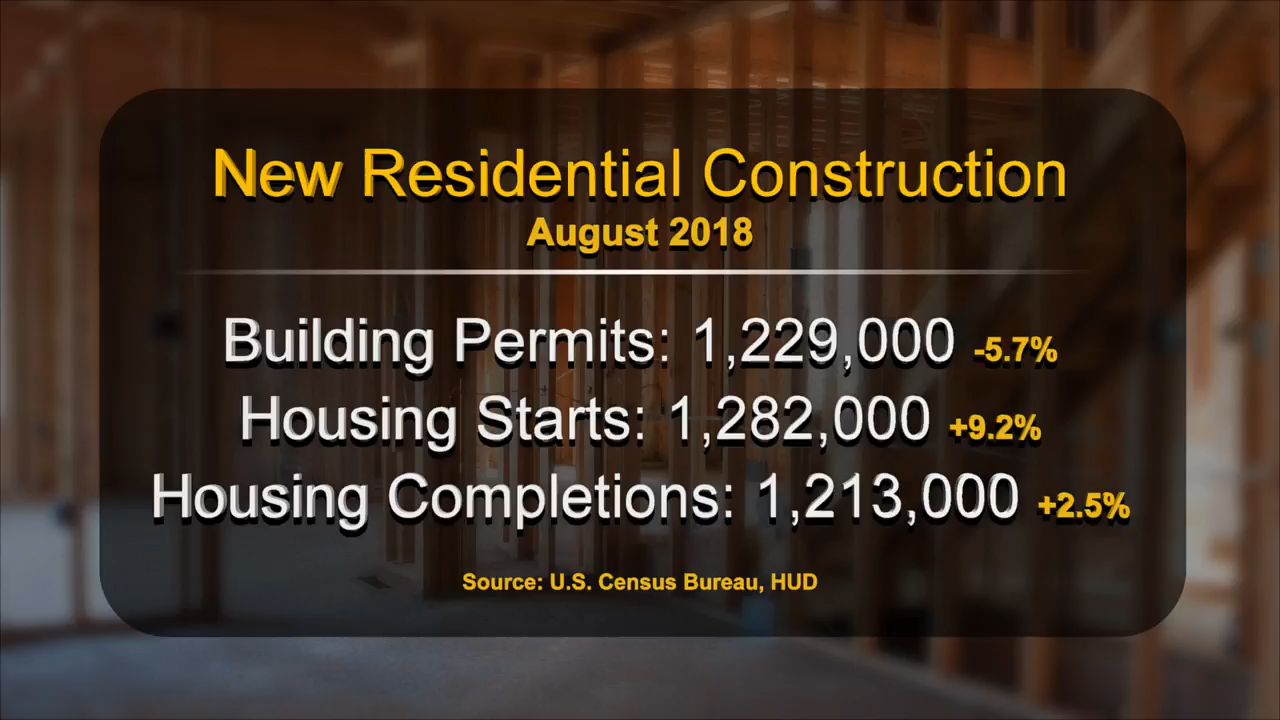 New Residential Construction
August 2018
Building Permits: 1,229,000 -5.7%
Housing Starts: 1,282,000 +9.2%
Housing Completions: 1,213,000 +2.5%
Source: U.S. Census Bureau, HUD